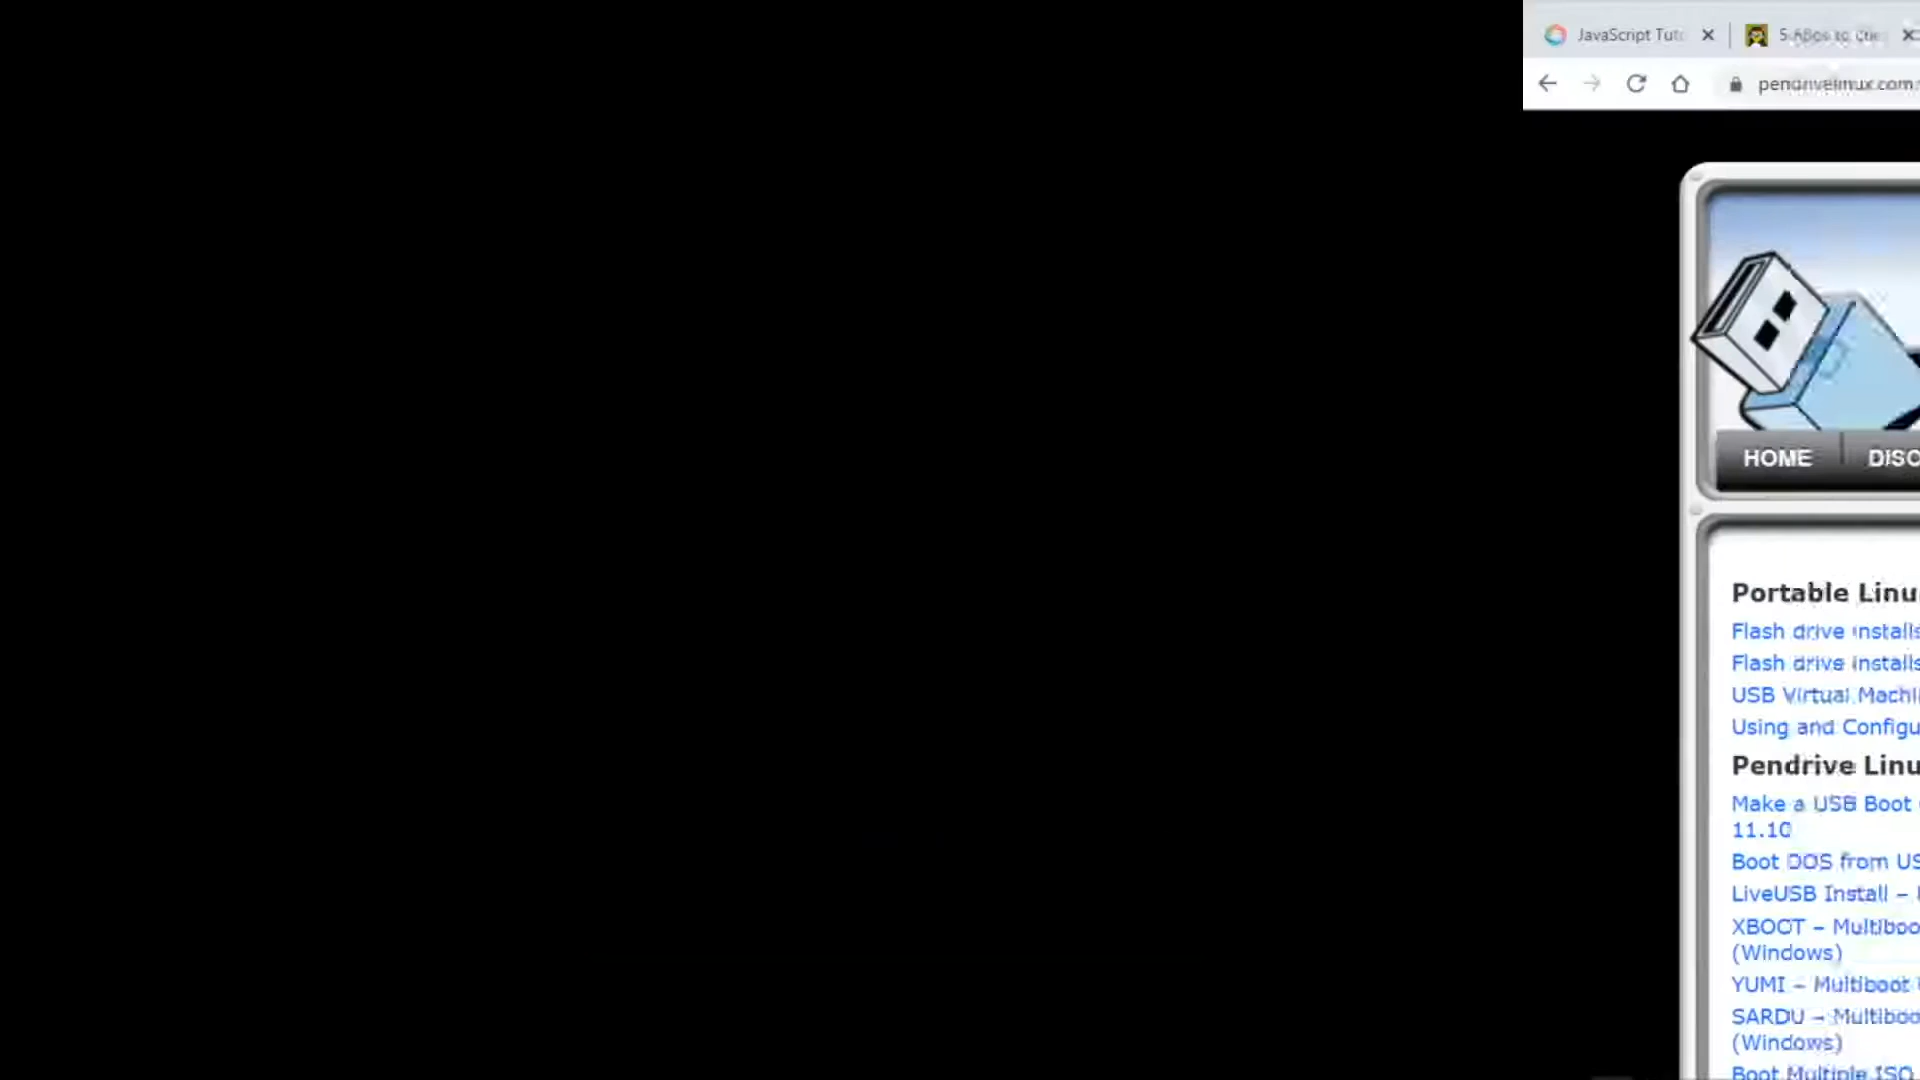 JavaScript Tut
pendrivelinux.com
HOME
DISC
Portable Linu
Flash drive Installs
Flash drive Installs
USB Virtual Machi
Using and Configu
Pendrive Linu
Make a USB Boot
11.10
Boot DOS from US
LiveUSB Install –
XBOOT – Multiboo
(Windows)
YUMI – Multiboot
SARDU – Multiboo
(Windows)
Boot Multiple ISO